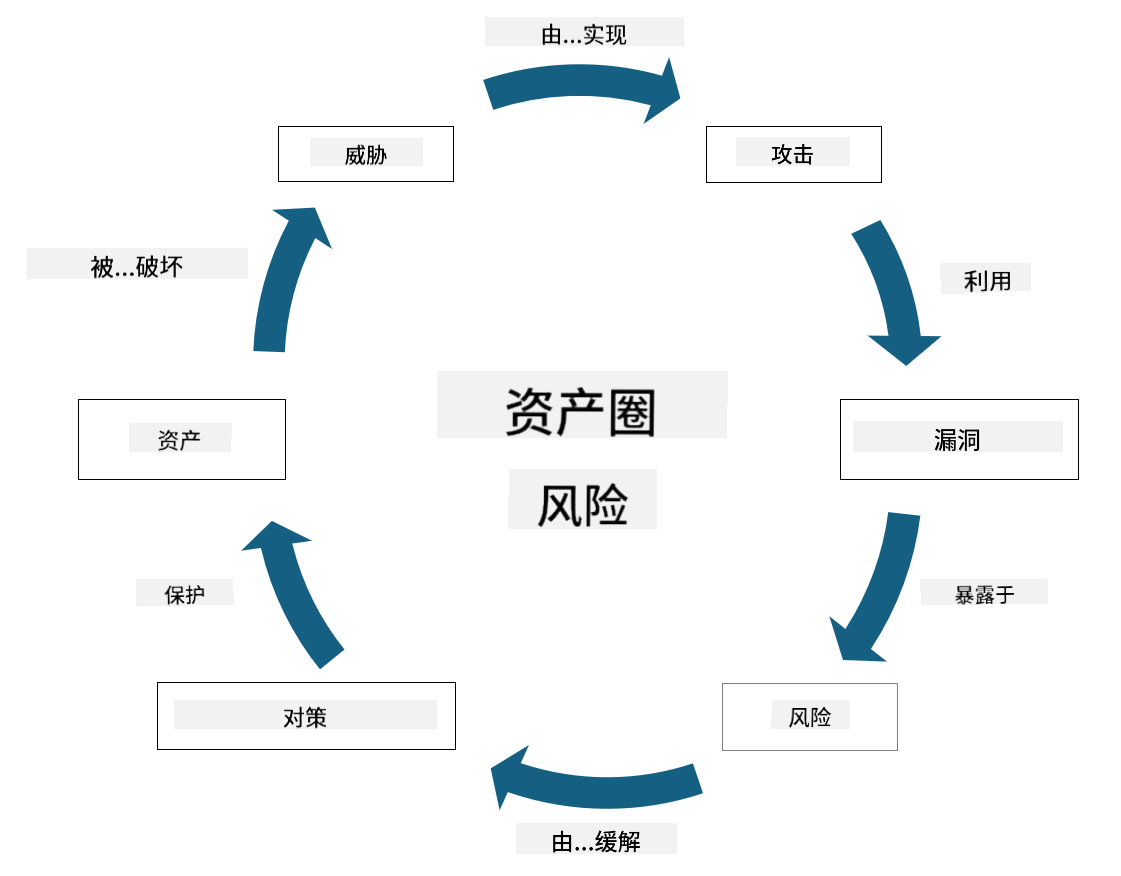 由...实现
威胁
攻击
被...破坏
利用
资产圈
风险
资产
漏洞
保护
暴露于
对策
风险
由...缓解